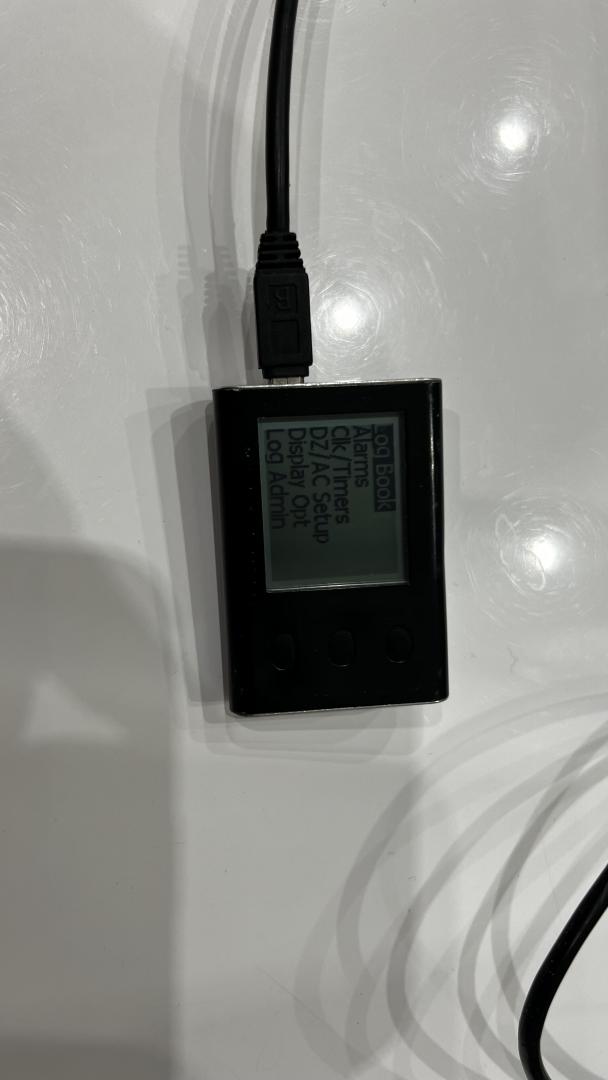 Log Book
Alarms
Clk/Timers
DZ/AC Setup
Display Opt
Log Admin